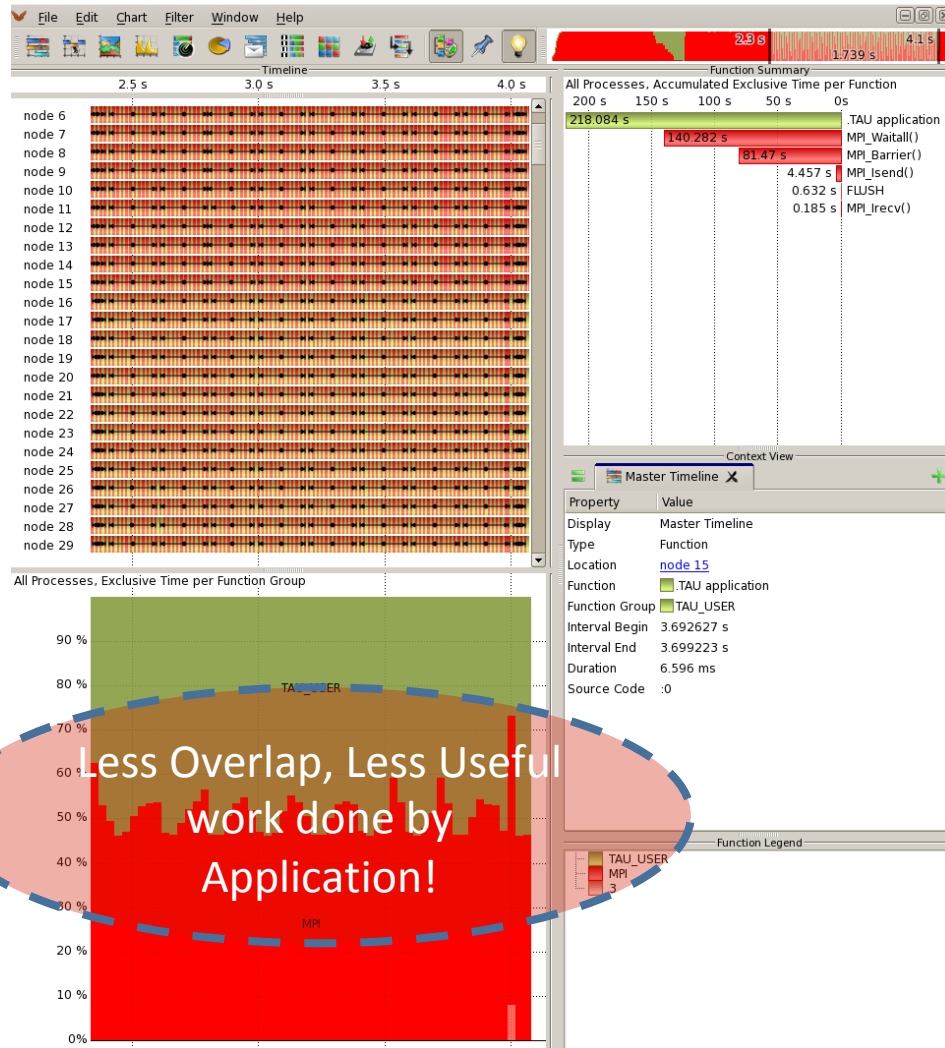 File Edit Chart Filter Window Help
2.3 s 4.1 s
1.739 s
Timeline
2.5 s 3.0 s 3.5 s 4.0 s
node 6
node 7
node 8
node 9
node 10
node 11
node 12
node 13
node 14
node 15
node 16
node 17
node 18
node 19
node 20
node 21
node 22
node 23
node 24
node 25
node 26
node 27
node 28
node 29
Function Summary
All Processes, Accumulated Exclusive Time per Function
200 s 150 s 100 s 50 s 0s
218.084 s .TAU application
140.282 s MPI_Waitall()
81.47 s MPI_Barrier()
4.457 s MPI_Isend()
0.632 s FLUSH
0.185 s MPI_Irecv()
Context View
Master Timeline
Property Value
Display Master Timeline
Type Function
Location node 15
Function .TAU application
Function Group TAU_USER
Interval Begin 3.692627 s
Interval End 3.699223 s
Duration 6.596 ms
Source Code :0
All Processes, Exclusive Time per Function Group
90 %
80 %
TAU_USER
70 %
60 %
50 %
40 %
30 %
20 %
10 %
0%
MPI
Less Overlap, Less Useful
work done by
Application!
Function Legend
TAU_USER
MPI
3